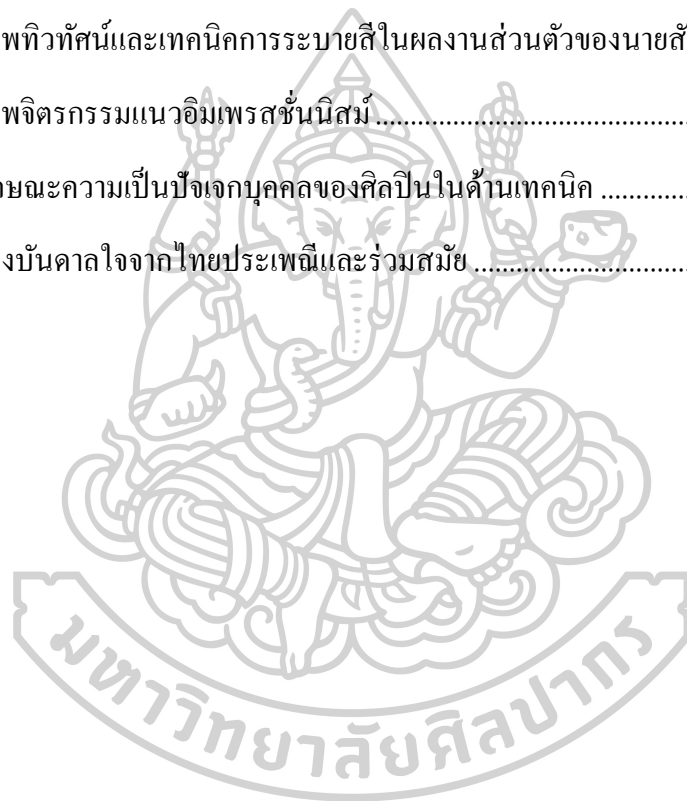 พทิวทัศน์และเทคนิคการระบายสีในผลงานส่วนตัวของนายสั
พจิตรกรรมแนวอิมเพรสชั่นนิสม์ ......................................................
ษณะความเป็นปัจเจกบุคคลของศิลปินในด้านเทคนิค .............
งบันดาลใจจากไทยประเพณีและร่วมสมัย ................................
มหาวิทยาลัยศิลปากร